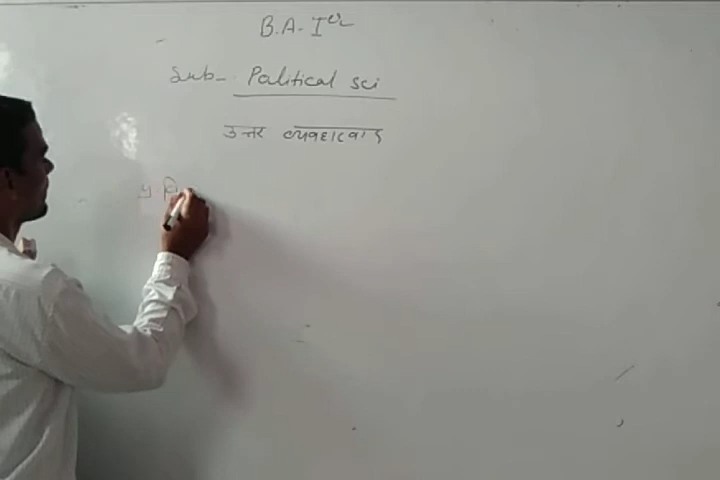 B.A. Ist
Sub- Political sci
उत्तर व्यवहारवाद